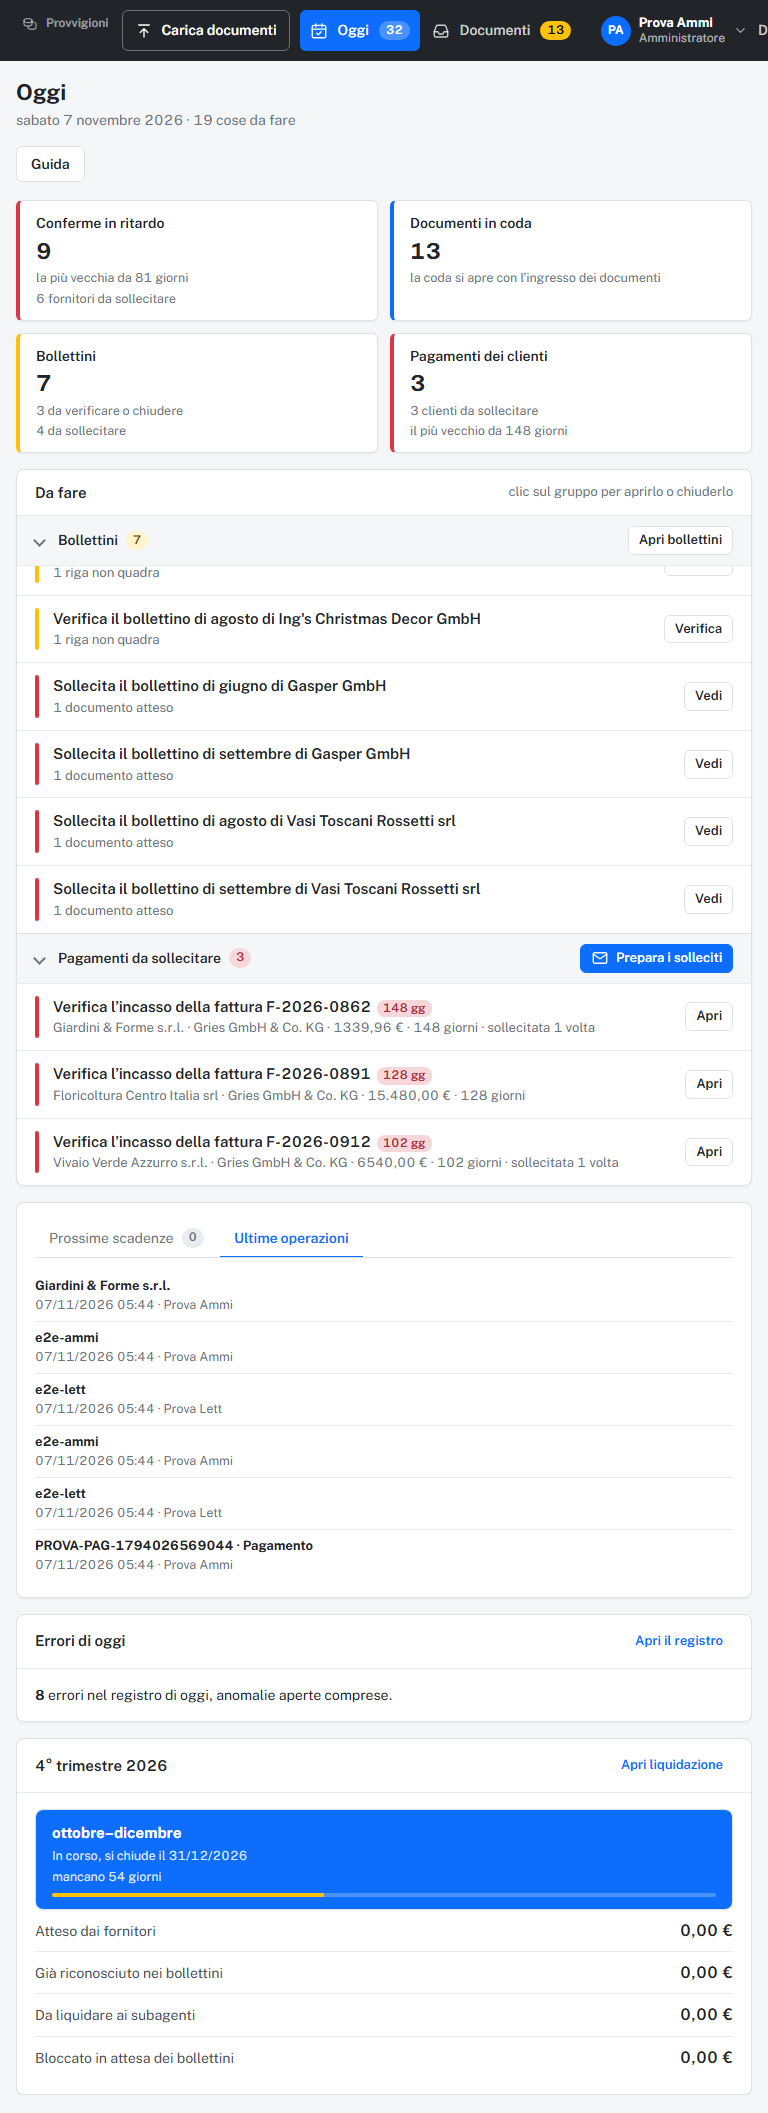 Provvigioni
Carica documenti
Oggi 32
Documenti 13
PA
Prova Ammi
Amministratore
D
Oggi
sabato 7 novembre 2026 · 19 cose da fare
Guida
Conferme in ritardo
9
la più vecchia da 81 giorni
6 fornitori da sollecitare
Documenti in coda
13
la coda si apre con l'ingresso dei documenti
Bollettini
7
3 da verificare o chiudere
4 da sollecitare
Pagamenti dei clienti
3
3 clienti da sollecitare
il più vecchio da 148 giorni
Da fare
clic sul gruppo per aprirlo o chiuderlo
Bollettini 7
Apri bollettini
1 riga non quadra
Verifica il bollettino di agosto di Ing's Christmas Decor GmbH
1 riga non quadra
Verifica
Sollecita il bollettino di giugno di Gasper GmbH
1 documento atteso
Vedi
Sollecita il bollettino di settembre di Gasper GmbH
1 documento atteso
Vedi
Sollecita il bollettino di agosto di Vasi Toscani Rossetti srl
1 documento atteso
Vedi
Sollecita il bollettino di settembre di Vasi Toscani Rossetti srl
1 documento atteso
Vedi
Pagamenti da sollecitare 3
Prepara i solleciti
Verifica l'incasso della fattura F-2026-0862 148 gg
Giardini & Forme s.r.l. · Gries GmbH & Co. KG · 1339,96 € · 148 giorni · sollecitata 1 volta
Apri
Verifica l'incasso della fattura F-2026-0891 128 gg
Floricoltura Centro Italia srl · Gries GmbH & Co. KG · 15.480,00 € · 128 giorni
Apri
Verifica l'incasso della fattura F-2026-0912 102 gg
Vivaio Verde Azzurro s.r.l. · Gries GmbH & Co. KG · 6540,00 € · 102 giorni · sollecitata 1 volta
Apri
Prossime scadenze 0
Ultime operazioni
Giardini & Forme s.r.l.
07/11/2026 05:44 · Prova Ammi
e2e-ammi
07/11/2026 05:44 · Prova Ammi
e2e-lett
07/11/2026 05:44 · Prova Lett
e2e-ammi
07/11/2026 05:44 · Prova Ammi
e2e-lett
07/11/2026 05:44 · Prova Lett
PROVA-PAG-1794026569044 · Pagamento
07/11/2026 05:44 · Prova Ammi
Errori di oggi
Apri il registro
8 errori nel registro di oggi, anomalie aperte comprese.
4° trimestre 2026
Apri liquidazione
ottobre–dicembre
In corso, si chiude il 31/12/2026
mancano 54 giorni
Atteso dai fornitori 0,00 €
Già riconosciuto nei bollettini 0,00 €
Da liquidare ai subagenti 0,00 €
Bloccato in attesa dei bollettini 0,00 €